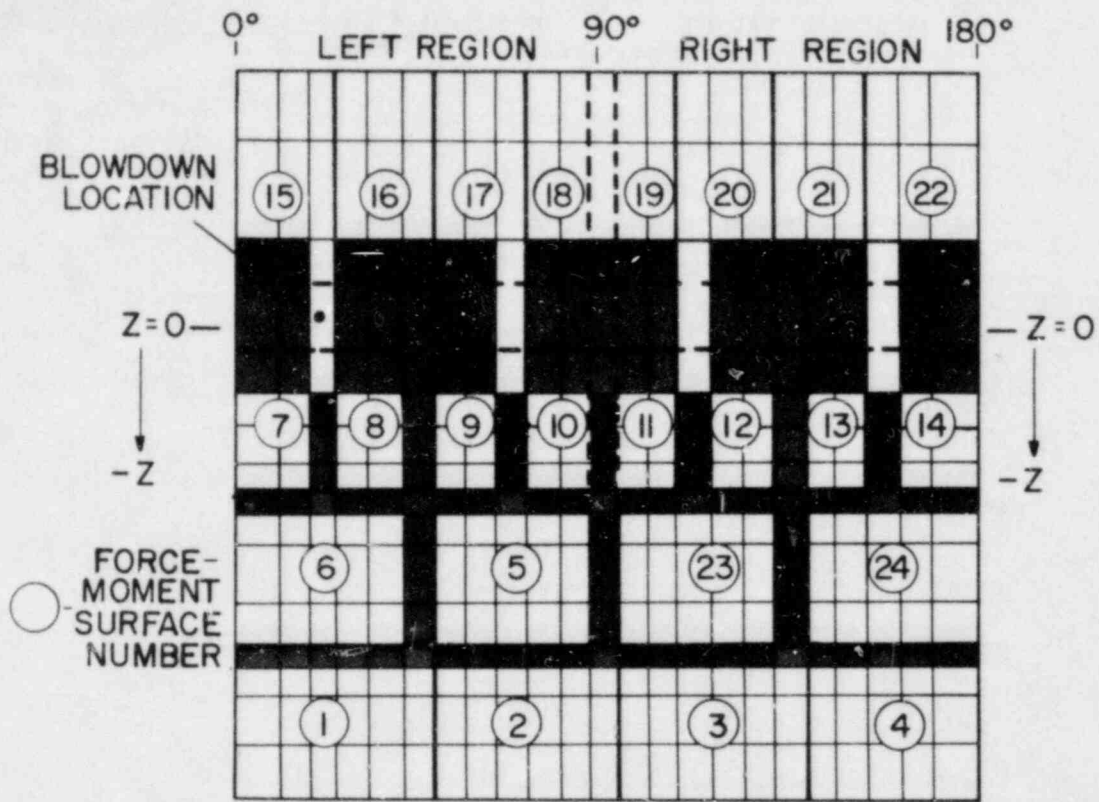 0° 90° 180°
LEFT REGION RIGHT REGION
BLOWDOWN
LOCATION
15 16 17 18 19 20 21 22
Z=0 Z=0
7 8 9 10 11 12 13 14
-Z -Z
FORCE-
MOMENT
SURFACE
NUMBER
6 5 23 24
1 2 3 4